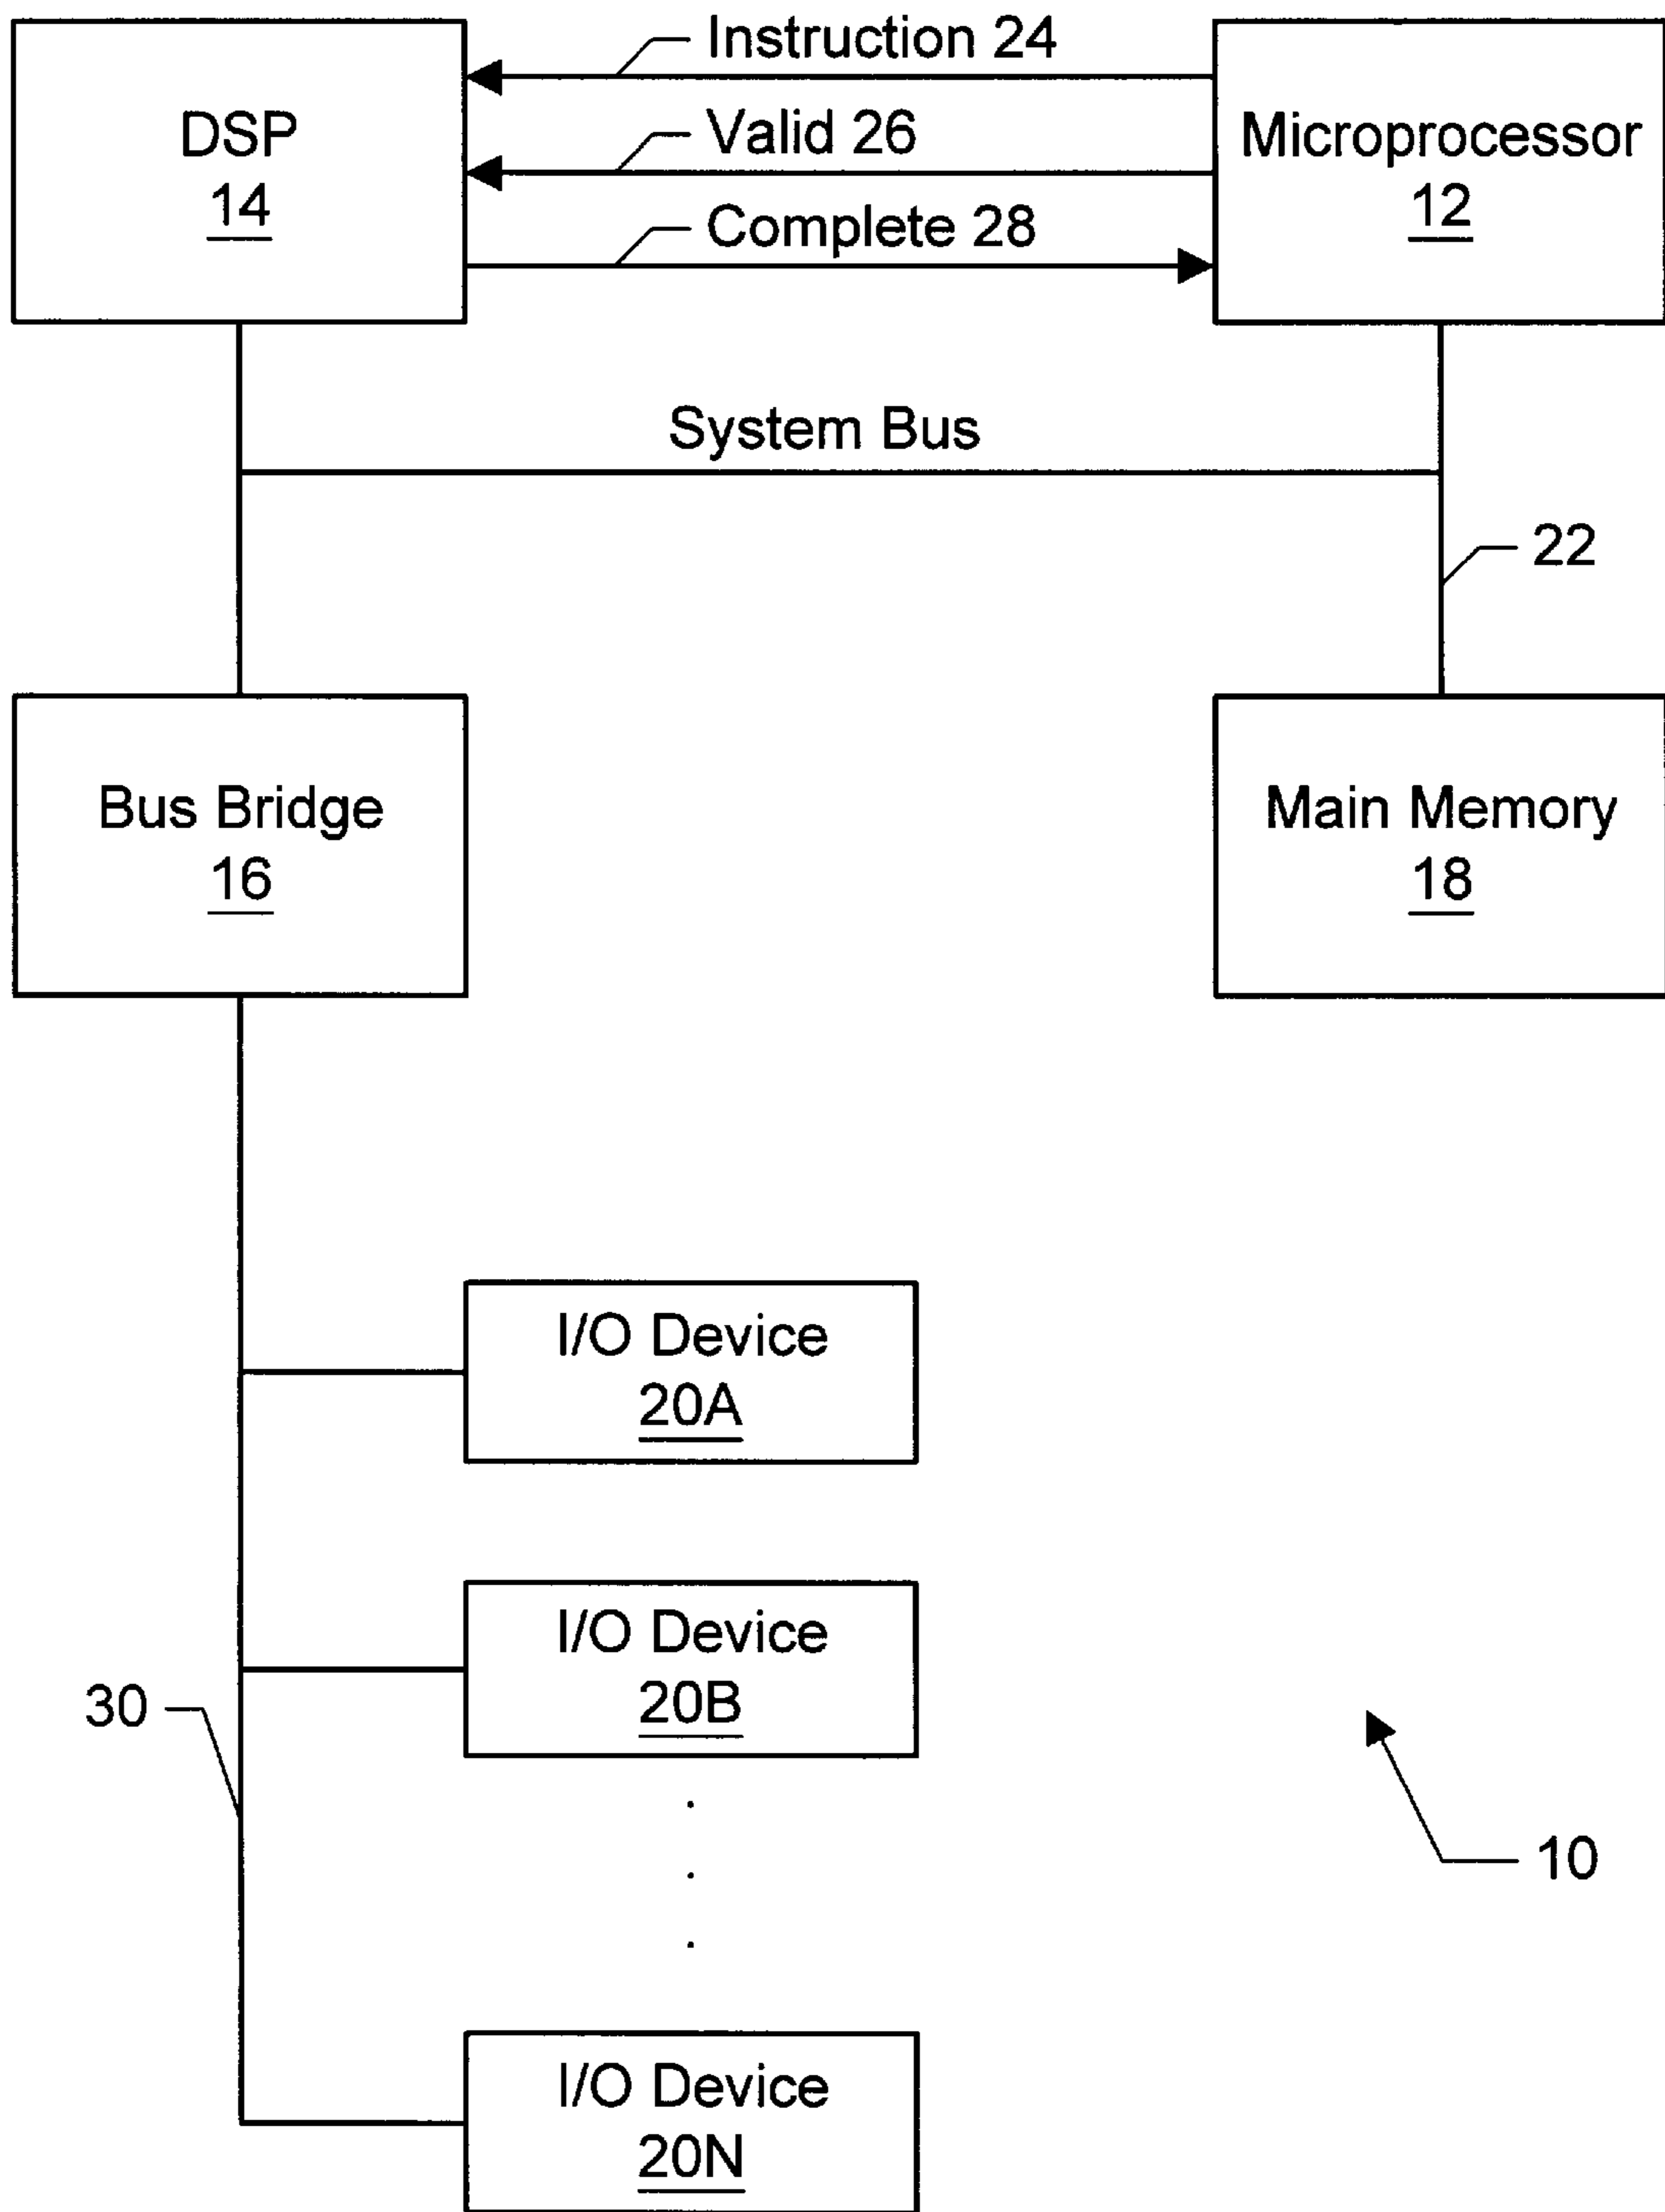 Instruction 24
DSP
14
Valid 26
Microprocessor
12
Complete 28
System Bus
22
Bus Bridge
16
Main Memory
18
I/O Device
20A
I/O Device
20B
30
10
I/O Device
20N